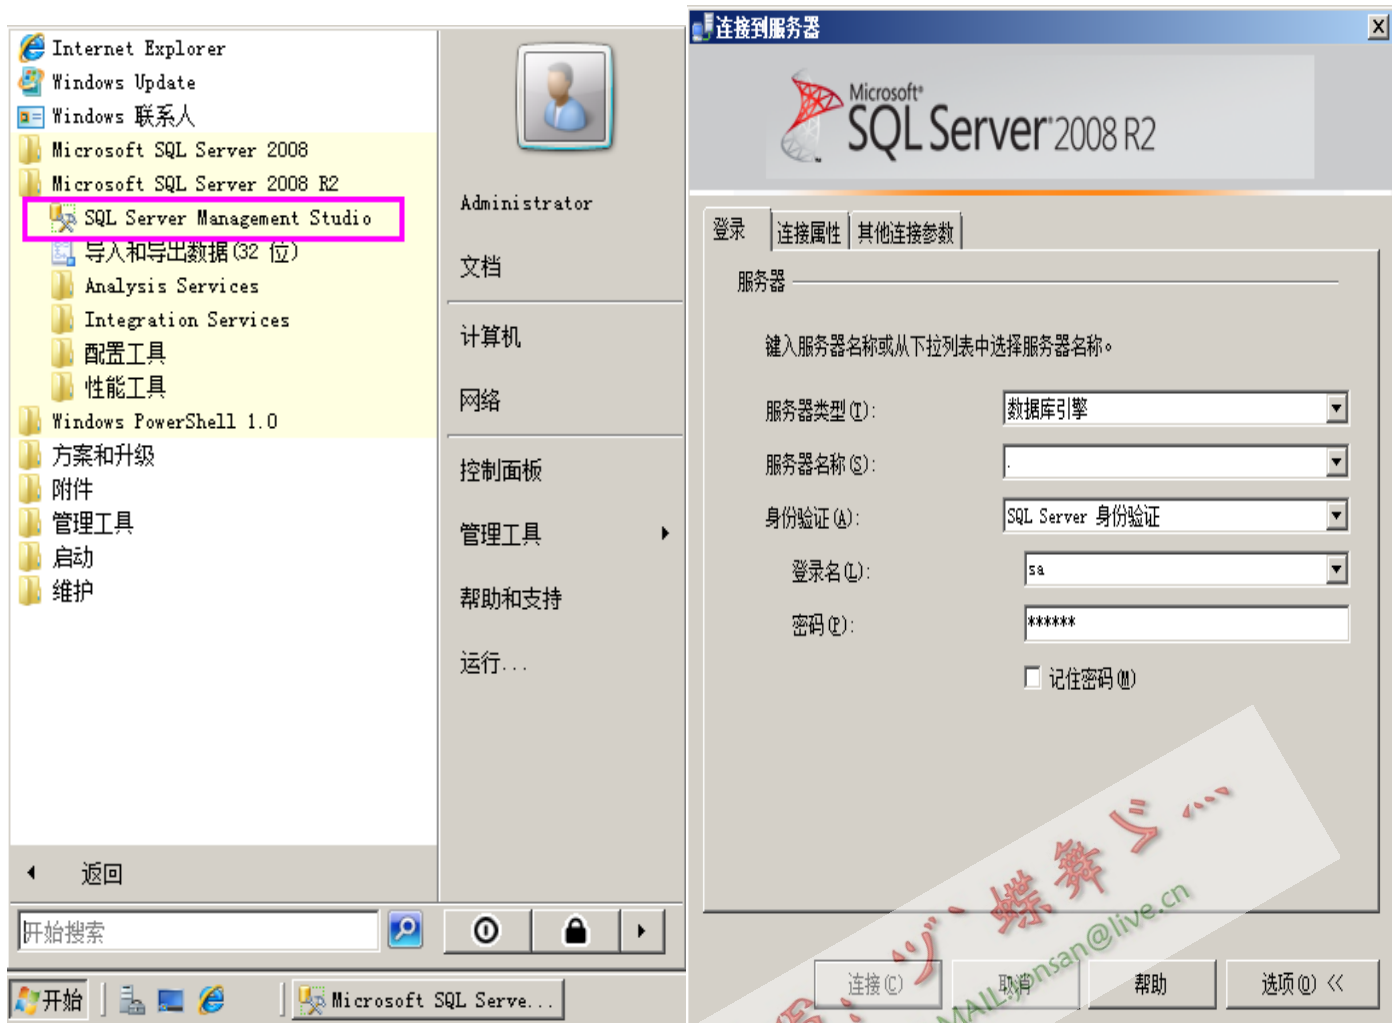 Internet Explorer
Windows Update
Windows 联系人
Microsoft SQL Server 2008
Microsoft SQL Server 2008 R2
SQL Server Management Studio
导入和导出数据(32 位)
Analysis Services
Integration Services
配置工具
性能工具
Windows PowerShell 1.0
方案和升级
附件
管理工具
启动
维护
返回
开始搜索
Administrator
文档
计算机
网络
控制面板
管理工具
帮助和支持
运行...
开始
Microsoft SQL Serve...
连接到服务器
Microsoft®
SQL Server® 2008 R2
登录 连接属性 其他连接参数
服务器
键入服务器名称或从下拉列表中选择服务器名称。
服务器类型(T): 数据库引擎
服务器名称(S): .
身份验证(A): SQL Server 身份验证
登录名(L): sa
密码(P): ******
记住密码(M)
连接(C) 取消 帮助 选项(O) <<
蝶舞